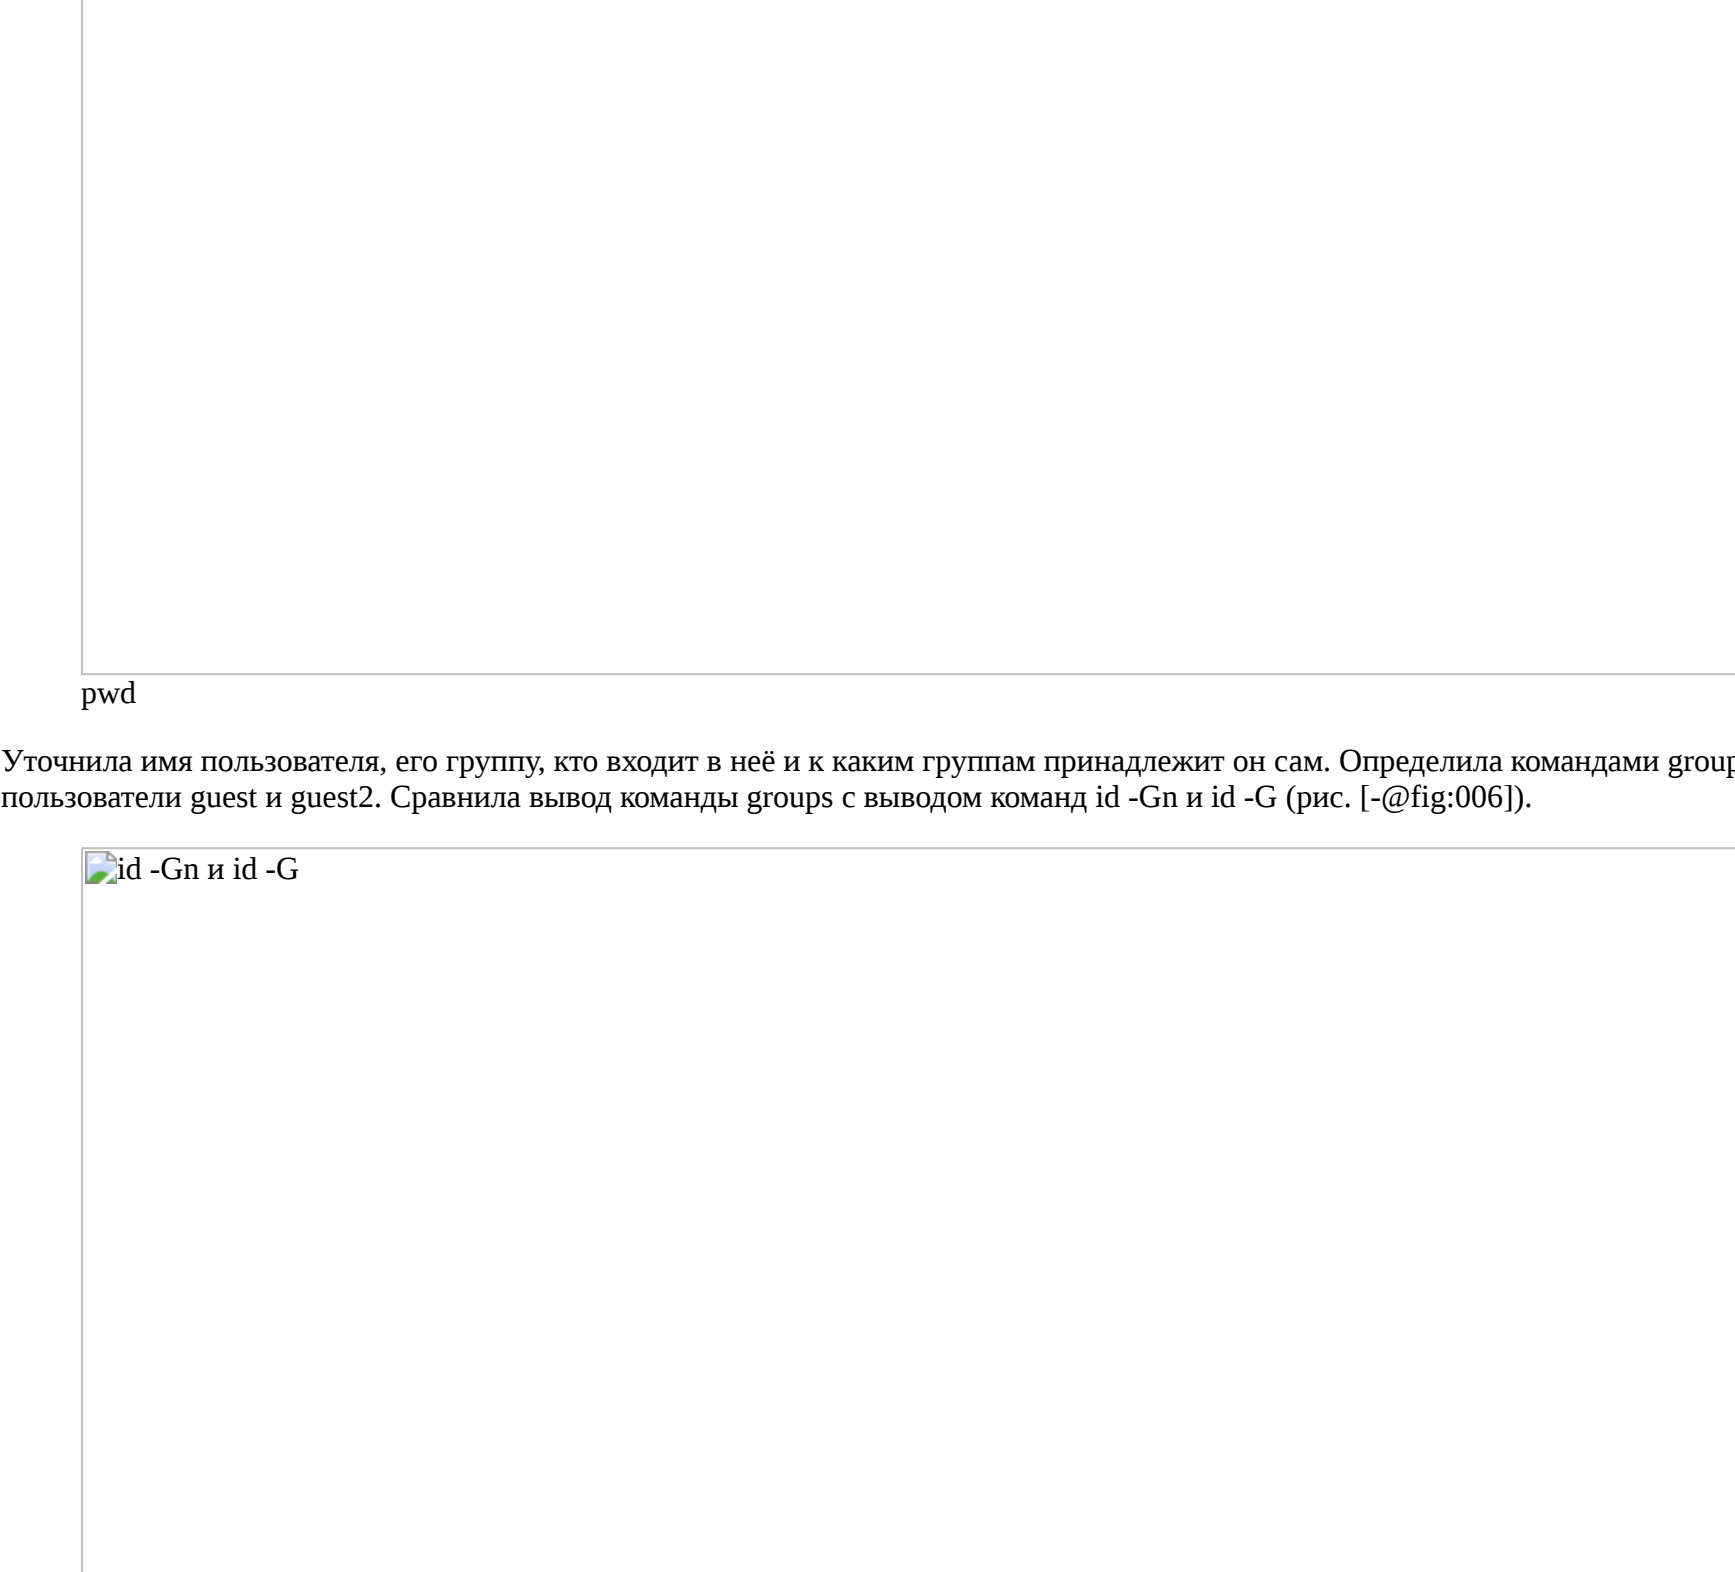 pwd
Уточнила имя пользователя, его группу, кто входит в неё и к каким группам принадлежит он сам. Определила командами group
пользователи guest и guest2. Сравнила вывод команды groups с выводом команд id -Gn и id -G (рис. [-@fig:006]).
id -Gn и id -G